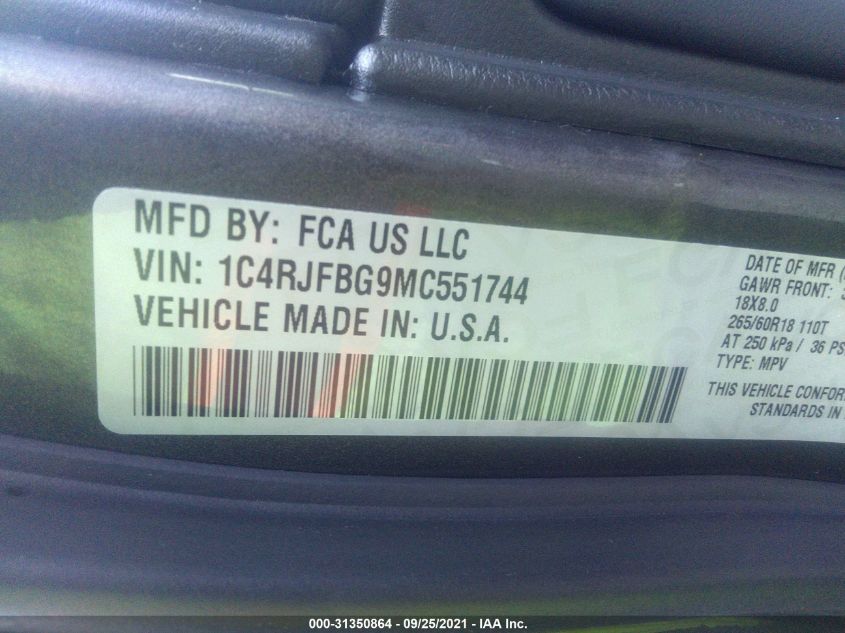 MFD BY: FCA US LLC
VIN: 1C4RJFBG9MC551744
VEHICLE MADE IN: U.S.A.
DATE OF MFR
GAWR FRONT:
18X8.0
265/60R18 110T
AT 250 kPa / 36 PS
TYPE: MPV
THIS VEHICLE CONFOR
STANDARDS IN
000-31350864 - 09/25/2021 - IAA Inc.